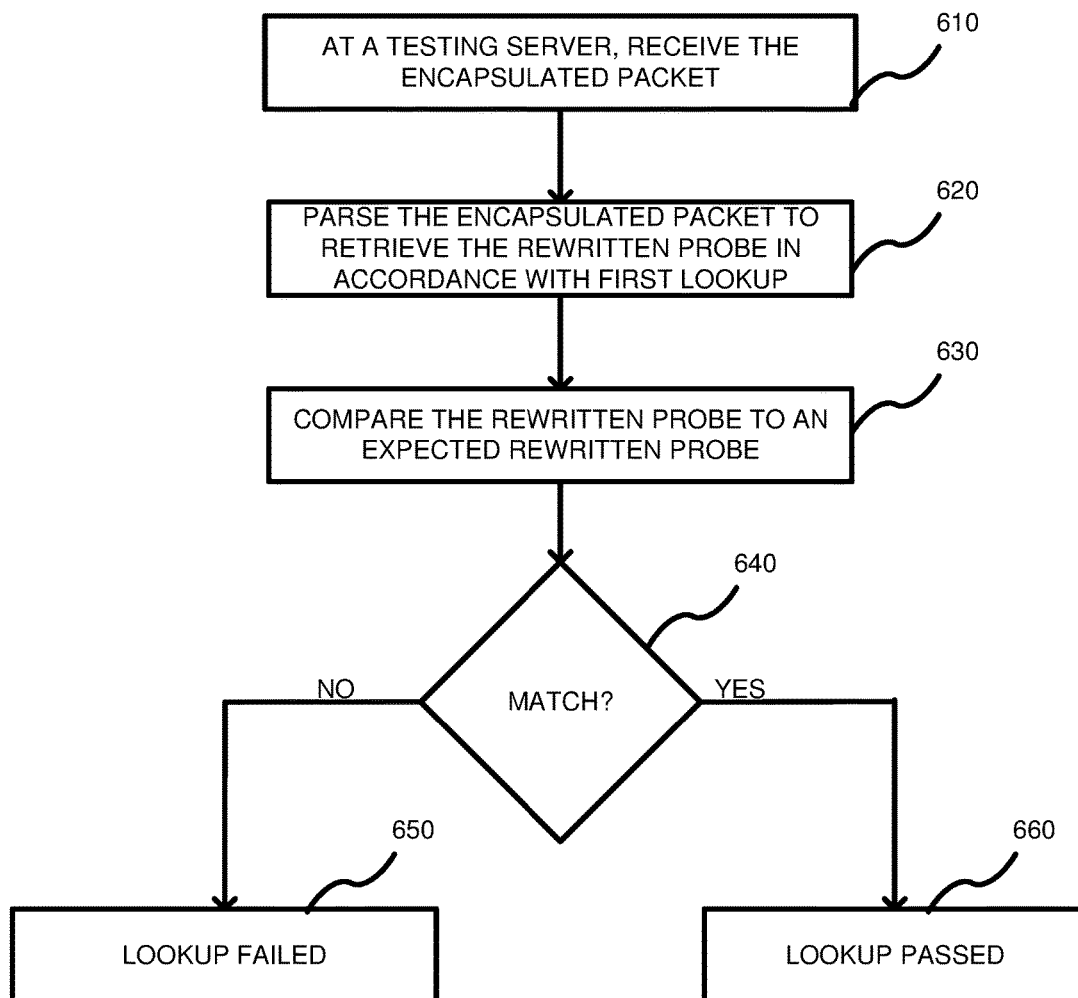 610
AT A TESTING SERVER, RECEIVE THE
ENCAPSULATED PACKET
620
PARSE THE ENCAPSULATED PACKET TO
RETRIEVE THE REWRITTEN PROBE IN
ACCORDANCE WITH FIRST LOOKUP
630
COMPARE THE REWRITTEN PROBE TO AN
EXPECTED REWRITTEN PROBE
640
NO
MATCH?
YES
650
660
LOOKUP FAILED
LOOKUP PASSED